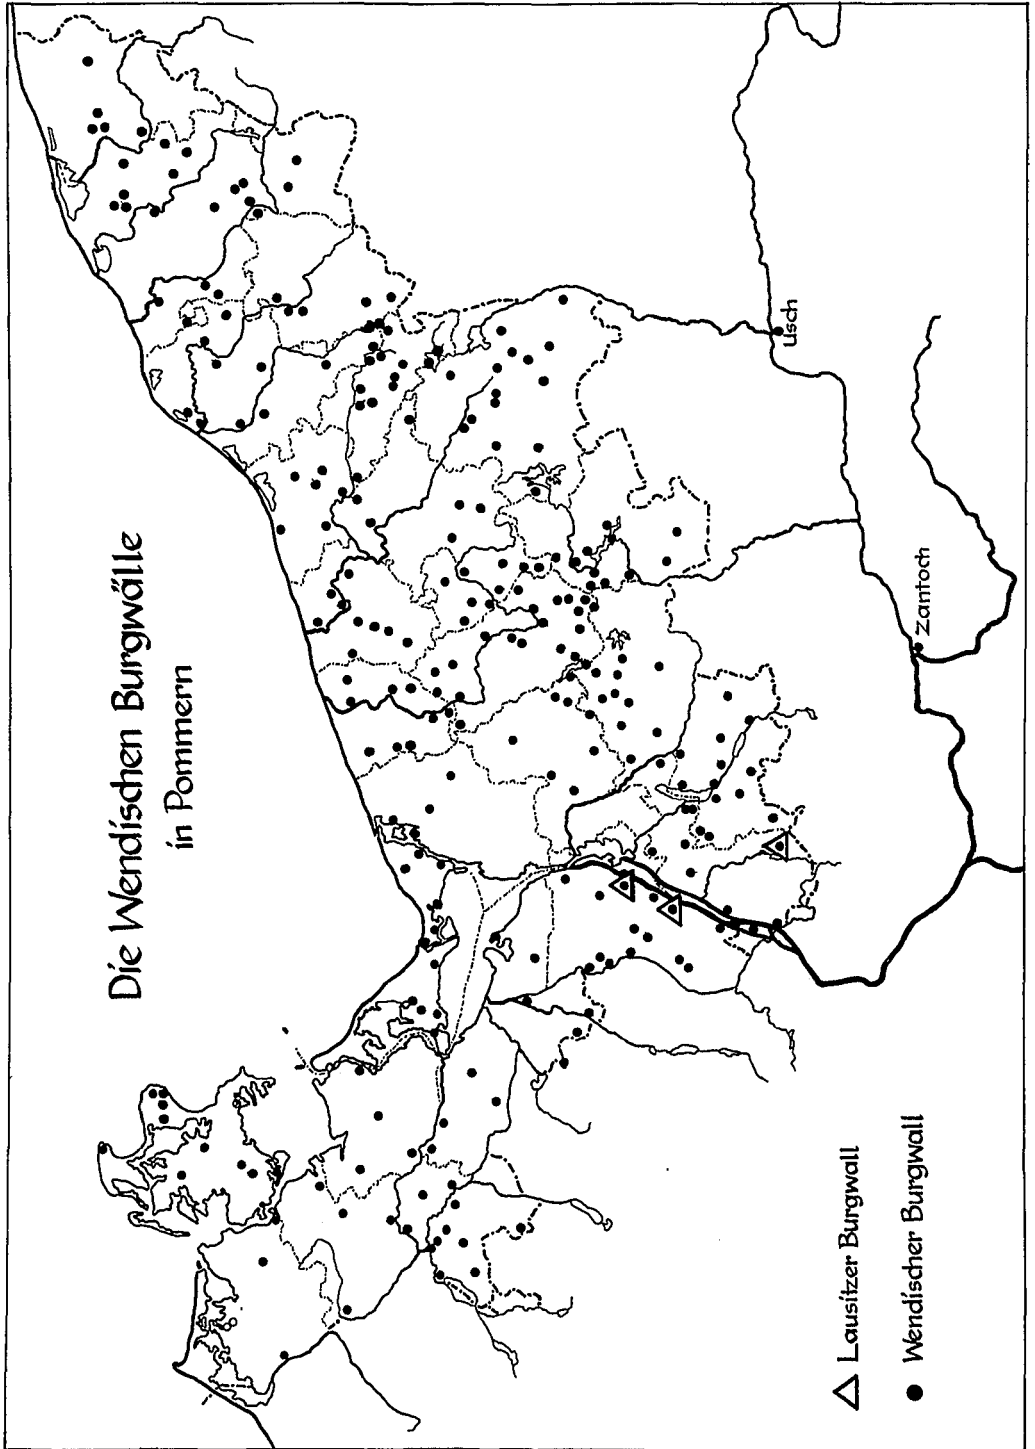 Die Wendischen Burgwälle
in Pommern
Usch
Zantoch
Lausitzer Burgwall
Wendischer Burgwall